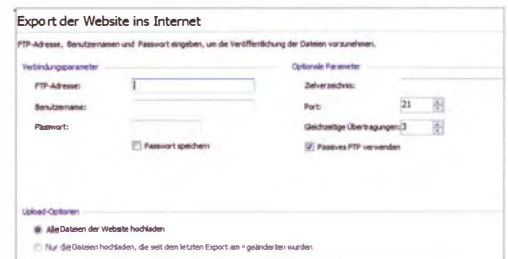 Export der Website ins Internet
FTP-Adresse, Benutzernamen und Passwort eingeben, um die Veröffentlichung der Dateien vorzunehmen.
Verbindungsparameter
FTP-Adresse:
Benutzername:
Passwort:
Passwort speichern
Optionale Parameter
Zielverzeichnis:
Port: 21
Gleichzeitige Übertragungen: 3
Passives FTP verwenden
Upload-Optionen
Alle Dateien der Website hochladen
Nur die Dateien hochladen, die seit dem letzten Export am geänderten wurden